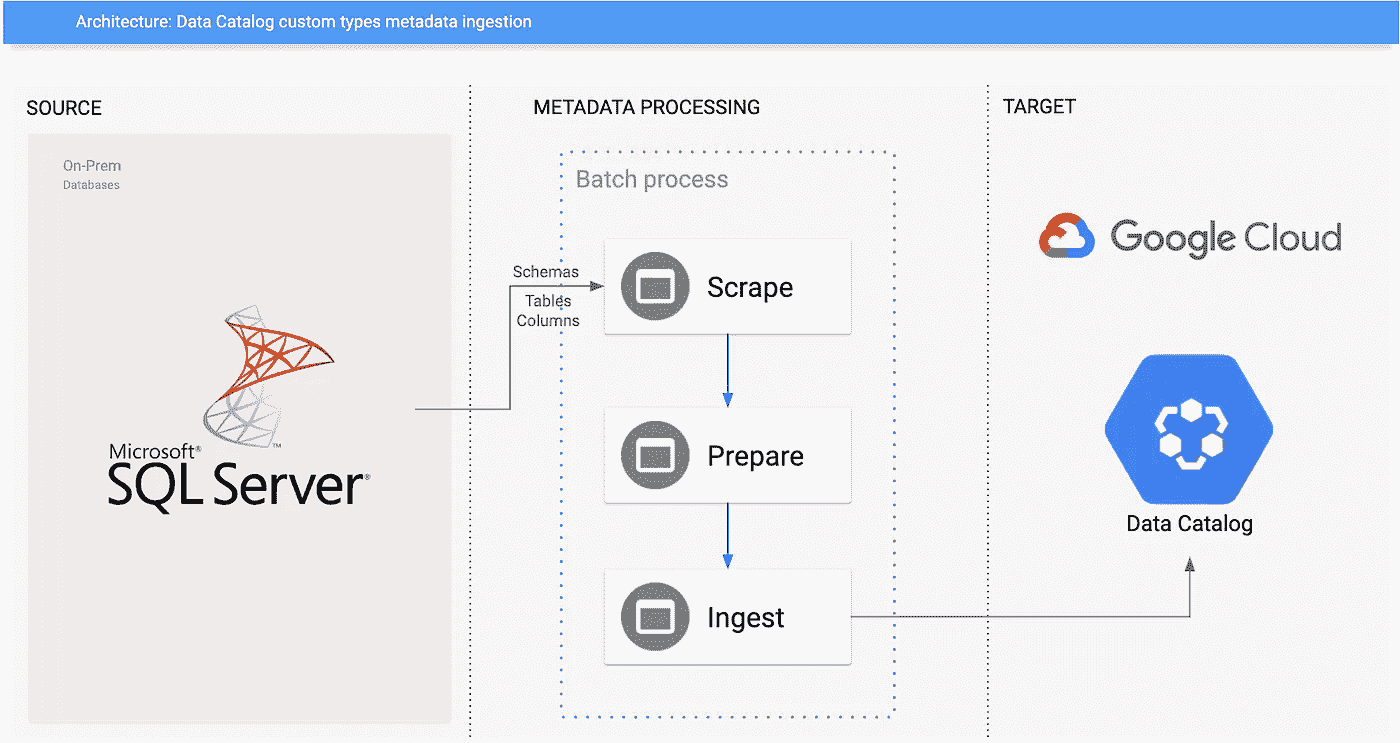 Architecture: Data Catalog custom types metadata ingestion
SOURCE
On-Prem
Databases
Microsoft®
SQL Server®
™
METADATA PROCESSING
Batch process
Schemas
Tables
Columns
Scrape
Prepare
Ingest
TARGET
Google Cloud
Data Catalog